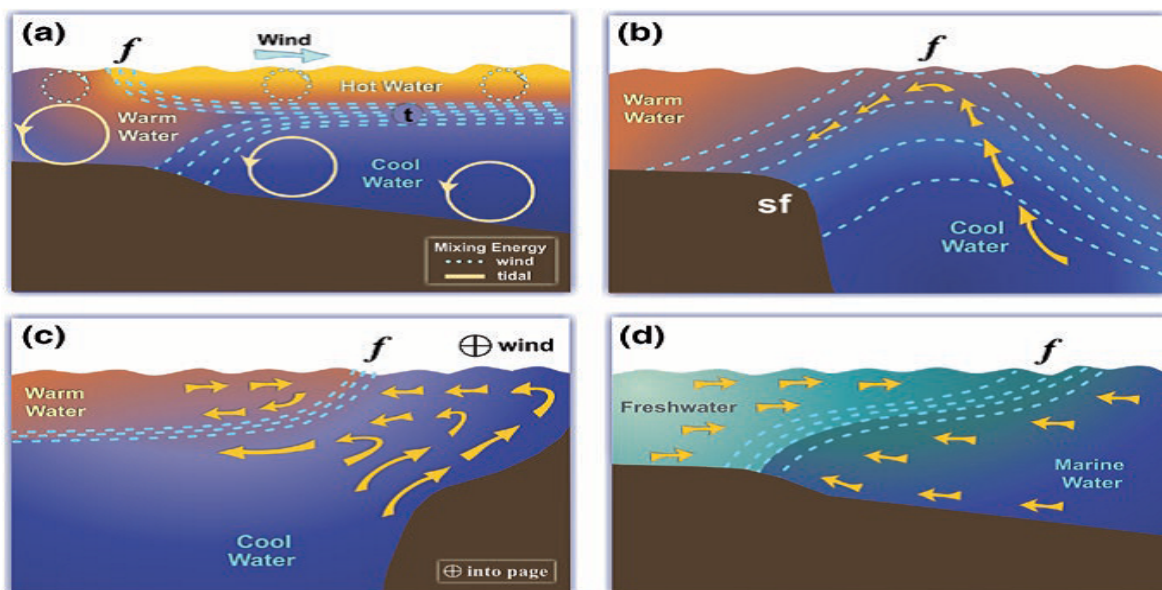 (a)
f
Wind
Hot Water
Warm
Water
t
Cool
Water
Mixing Energy
wind
tidal
(b)
f
Warm
Water
sf
Cool
Water
(c)
f
⊕ wind
Warm
Water
Cool
Water
⊕ into page
(d)
f
Freshwater
Marine
Water